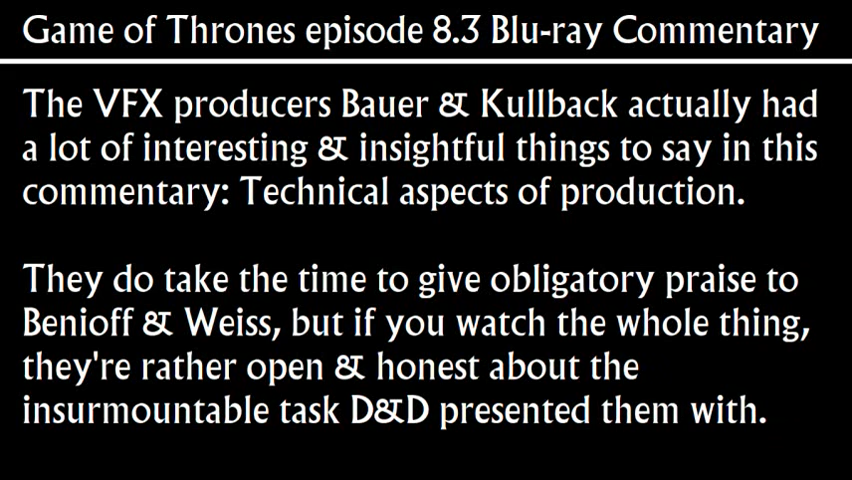 Game of Thrones episode 8.3 Blu-ray Commentary
The VFX producers Bauer & Kullback actually had
a lot of interesting & insightful things to say in this
commentary: Technical aspects of production.
They do take the time to give obligatory praise to
Benioff & Weiss, but if you watch the whole thing,
they're rather open & honest about the
insurmountable task D&D presented them with.